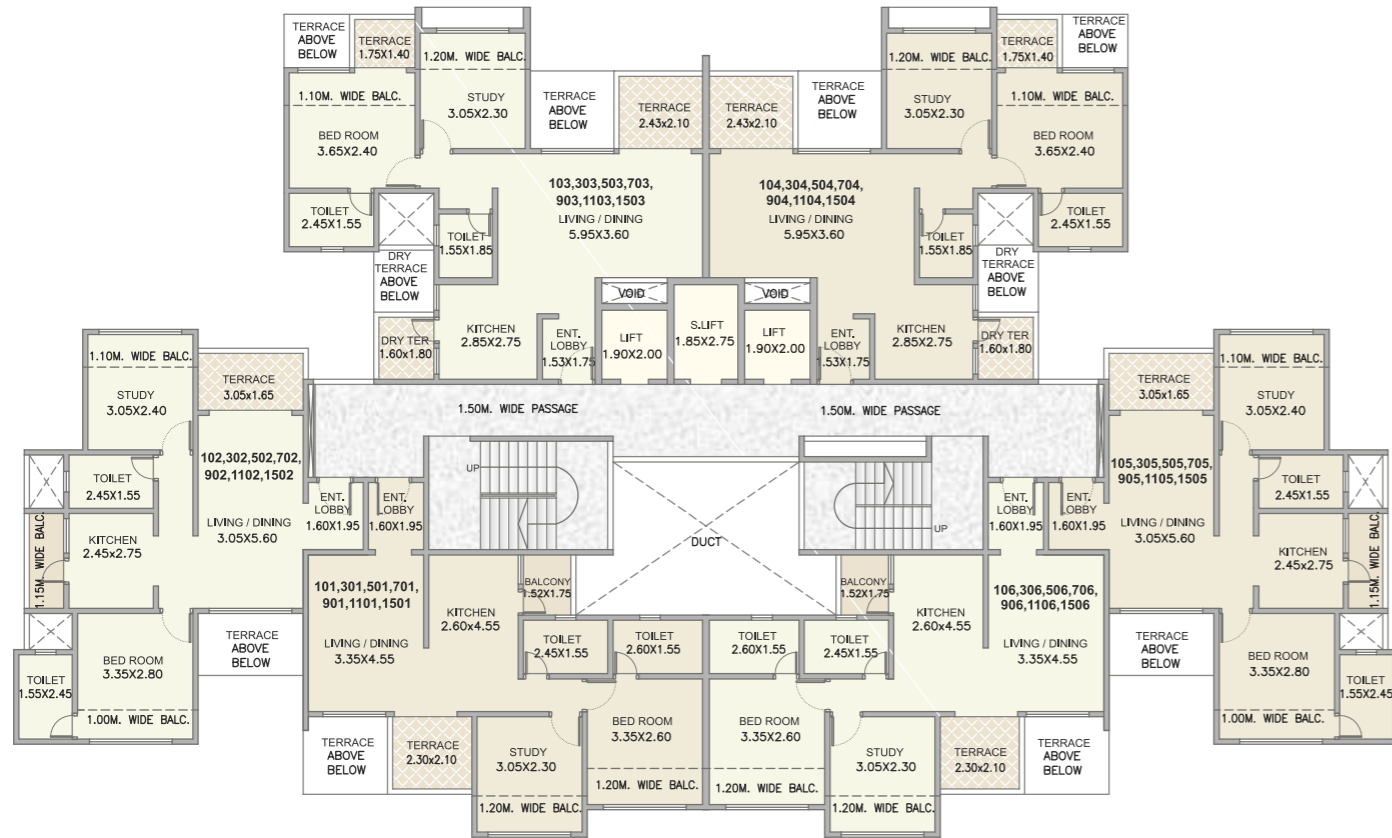 TERRACE
ABOVE
BELOW
TERRACE
1.75X1.40
1.20M. WIDE BALC.
1.10M. WIDE BALC.
STUDY
3.05X2.30
BED ROOM
3.65X2.40
TOILET
2.45X1.55
TERRACE
ABOVE
BELOW
TERRACE
2.43x2.10
TERRACE
2.43x2.10
TERRACE
ABOVE
BELOW
1.20M. WIDE BALC.
STUDY
3.05X2.30
TERRACE
1.75X1.40
TERRACE
ABOVE
BELOW
1.10M. WIDE BALC.
BED ROOM
3.65X2.40
TOILET
2.45X1.55
103,303,503,703,
903,1103,1503
LIVING / DINING
5.95X3.60
104,304,504,704,
904,1104,1504
LIVING / DINING
5.95X3.60
TOILET
1.55X1.85
TOILET
1.55X1.85
DRY
TERRACE
ABOVE
BELOW
DRY
TERRACE
ABOVE
BELOW
DRY TER
1.60x1.80
KITCHEN
2.85X2.75
ENT.
LOBBY
1.53X1.75
VOID
LIFT
1.90X2.00
S.LIFT
1.85X2.75
VOID
LIFT
1.90X2.00
ENT.
LOBBY
1.53X1.75
KITCHEN
2.85X2.75
DRY TER
1.60x1.80
1.50M. WIDE PASSAGE
1.50M. WIDE PASSAGE
1.10M. WIDE BALC.
STUDY
3.05X2.40
TERRACE
3.05x1.65
102,302,502,702,
902,1102,1502
LIVING / DINING
3.05X5.60
TOILET
2.45X1.55
KITCHEN
2.45x2.75
1.15M. WIDE BALC.
ENT.
LOBBY
1.60X1.95
ENT.
LOBBY
1.60X1.95
UP
DUCT
UP
ENT.
LOBBY
1.60X1.95
ENT.
LOBBY
1.60X1.95
TERRACE
3.05x1.65
1.10M. WIDE BALC.
STUDY
3.05X2.40
105,305,505,705,
905,1105,1505
LIVING / DINING
3.05X5.60
TOILET
2.45X1.55
KITCHEN
2.45x2.75
1.15M. WIDE BALC.
BED ROOM
3.35X2.80
TOILET
1.55X2.45
1.00M. WIDE BALC.
TERRACE
ABOVE
BELOW
101,301,501,701,
901,1101,1501
LIVING / DINING
3.35X4.55
KITCHEN
2.60x4.55
BALCONY
1.52X1.75
TOILET
2.45X1.55
TOILET
2.60X1.55
TOILET
2.60X1.55
TOILET
2.45X1.55
BALCONY
1.52X1.75
KITCHEN
2.60x4.55
106,306,506,706,
906,1106,1506
LIVING / DINING
3.35X4.55
TERRACE
ABOVE
BELOW
BED ROOM
3.35X2.80
TOILET
1.55X2.45
1.00M. WIDE BALC.
TERRACE
ABOVE
BELOW
TERRACE
2.30x2.10
STUDY
3.05X2.30
1.20M. WIDE BALC.
BED ROOM
3.35X2.60
1.20M. WIDE BALC.
BED ROOM
3.35X2.60
1.20M. WIDE BALC.
STUDY
3.05X2.30
1.20M. WIDE BALC.
TERRACE
2.30x2.10
TERRACE
ABOVE
BELOW